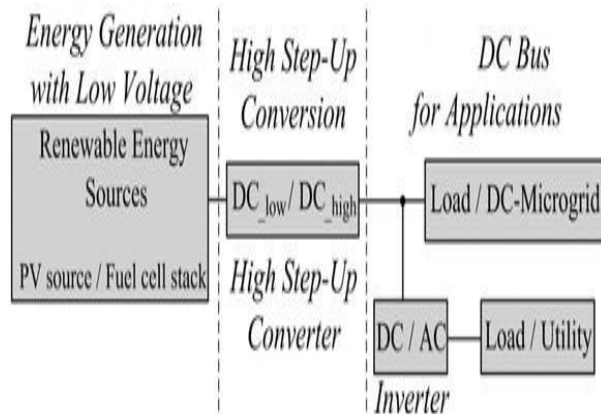 Energy Generation
with Low Voltage
Renewable Energy
Sources
PV source / Fuel cell stack
High Step-Up
Conversion
DC_low / DC_high
High Step-Up
Converter
DC Bus
for Applications
Load / DC-Microgrid
DC / AC
Inverter
Load / Utility